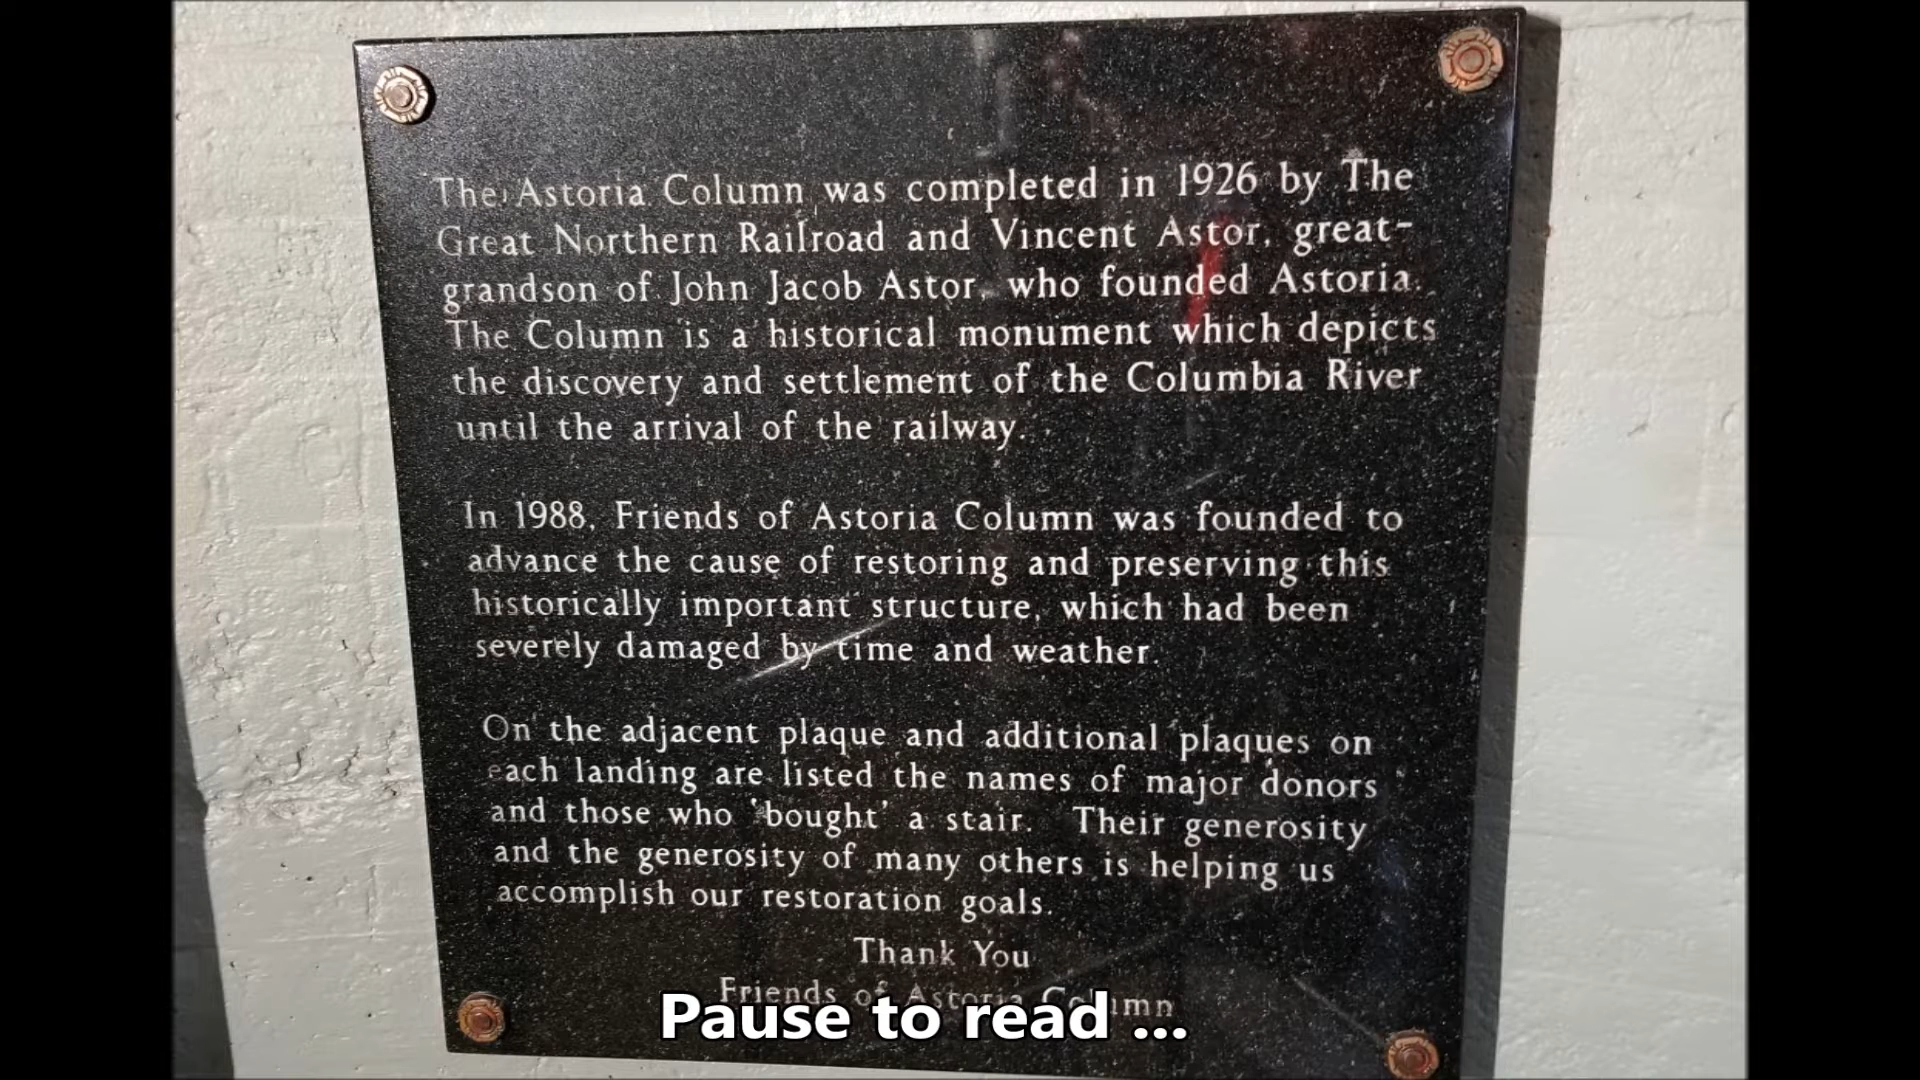 The Astoria Column was completed in 1926 by The
Great Northern Railroad and Vincent Astor, great-
grandson of John Jacob Astor, who founded Astoria.
The Column is a historical monument which depicts
the discovery and settlement of the Columbia River
until the arrival of the railway.
In 1988, Friends of Astoria Column was founded to
advance the cause of restoring and preserving this
historically important structure, which had been
severely damaged by time and weather.
On the adjacent plaque and additional plaques on
each landing are listed the names of major donors
and those who 'bought' a stair. Their generosity
and the generosity of many others is helping us
accomplish our restoration goals.
Thank You
Friends of Astoria Column
Pause to read ...